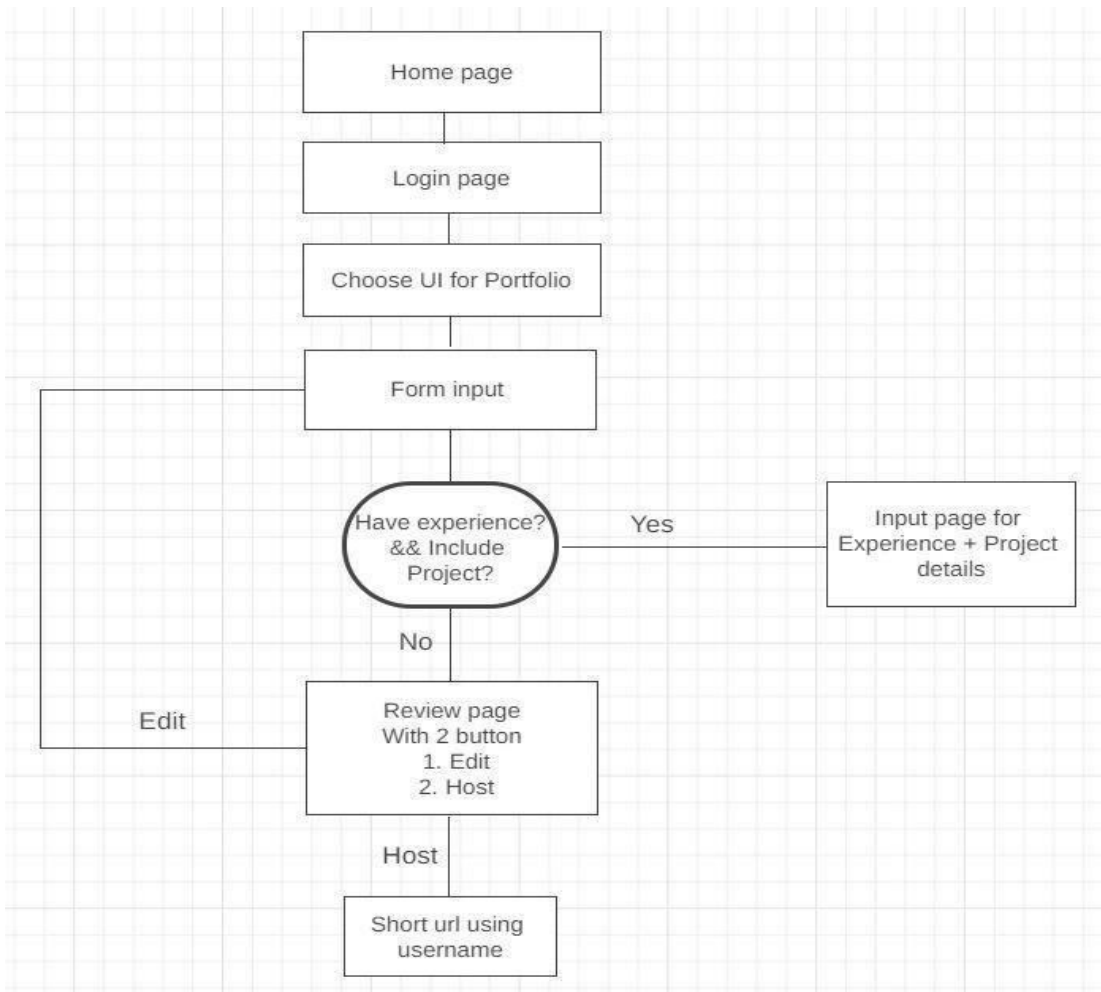 Home page
Login page
Choose UI for Portfolio
Form input
Have experience?
&& Include
Project?
Yes
Input page for
Experience + Project
details
No
Edit
Review page
With 2 button
1. Edit
2. Host
Host
Short url using
username